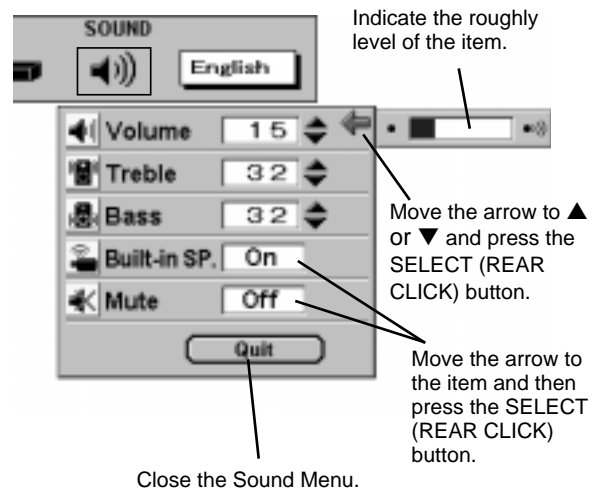 SOUND
English
Indicate the roughly
level of the item.
Volume 15
Treble 32
Bass 32
Built-in SP. On
Mute Off
Quit
Move the arrow to ▲
or ▼ and press the
SELECT (REAR
CLICK) button.
Move the arrow to
the item and then
press the SELECT
(REAR CLICK)
button.
Close the Sound Menu.